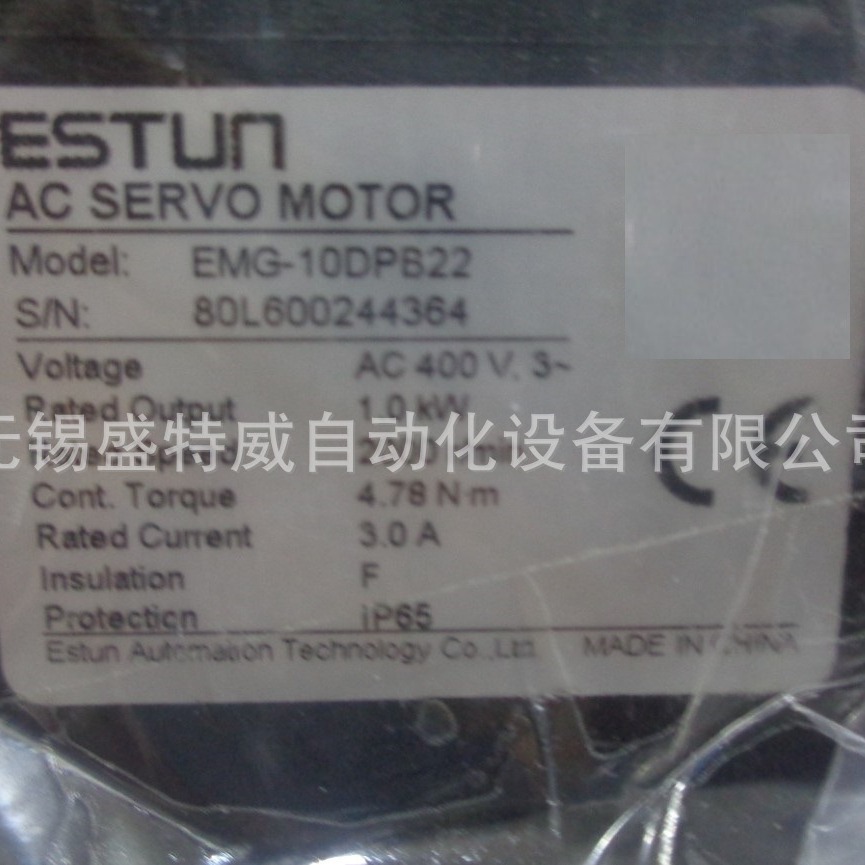 ESTUN
AC SERVO MOTOR
Model: EMG-10DPB22
S/N: 80L600244364
Voltage AC 400 V, 3~
Rated Output 1.0 kW
锡盛特威自动化设备有限公司
CE
Cont. Torque 4.78 N·m
Rated Current 3.0 A
Insulation F
Protection IP65
Estun Automation Technology Co.,Ltd. MADE IN CHINA